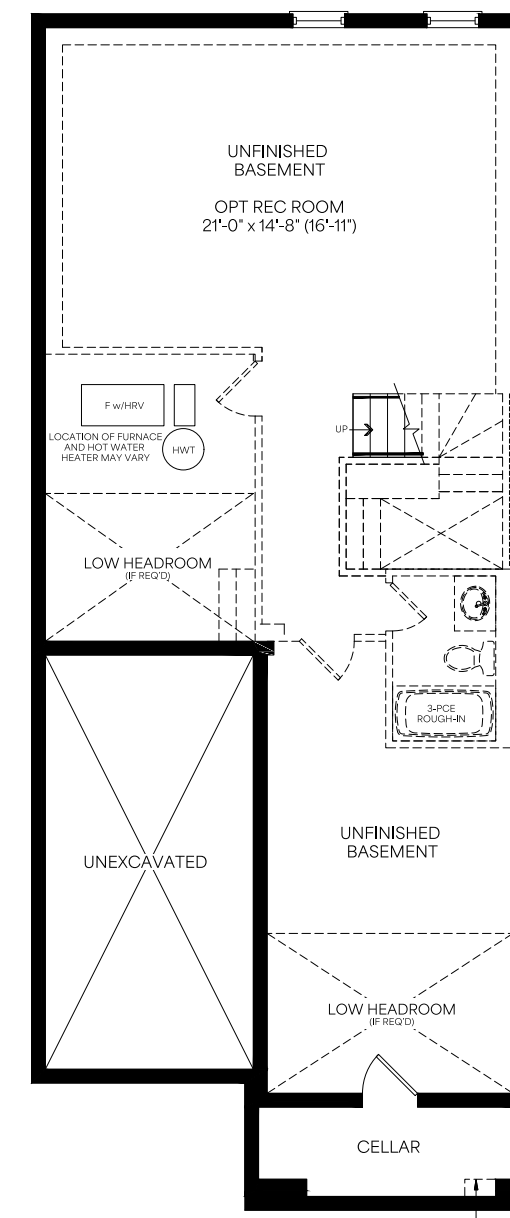 UNFINISHED
BASEMENT
OPT REC ROOM
21'-0" x 14'-8" (16'-11")
F w/HRV
LOCATION OF FURNACE
AND HOT WATER
HEATER MAY VARY
HWT
UP
LOW HEADROOM
(IF REQ'D)
3-PCE
ROUGH-IN
UNFINISHED
BASEMENT
UNEXCAVATED
LOW HEADROOM
(IF REQ'D)
CELLAR